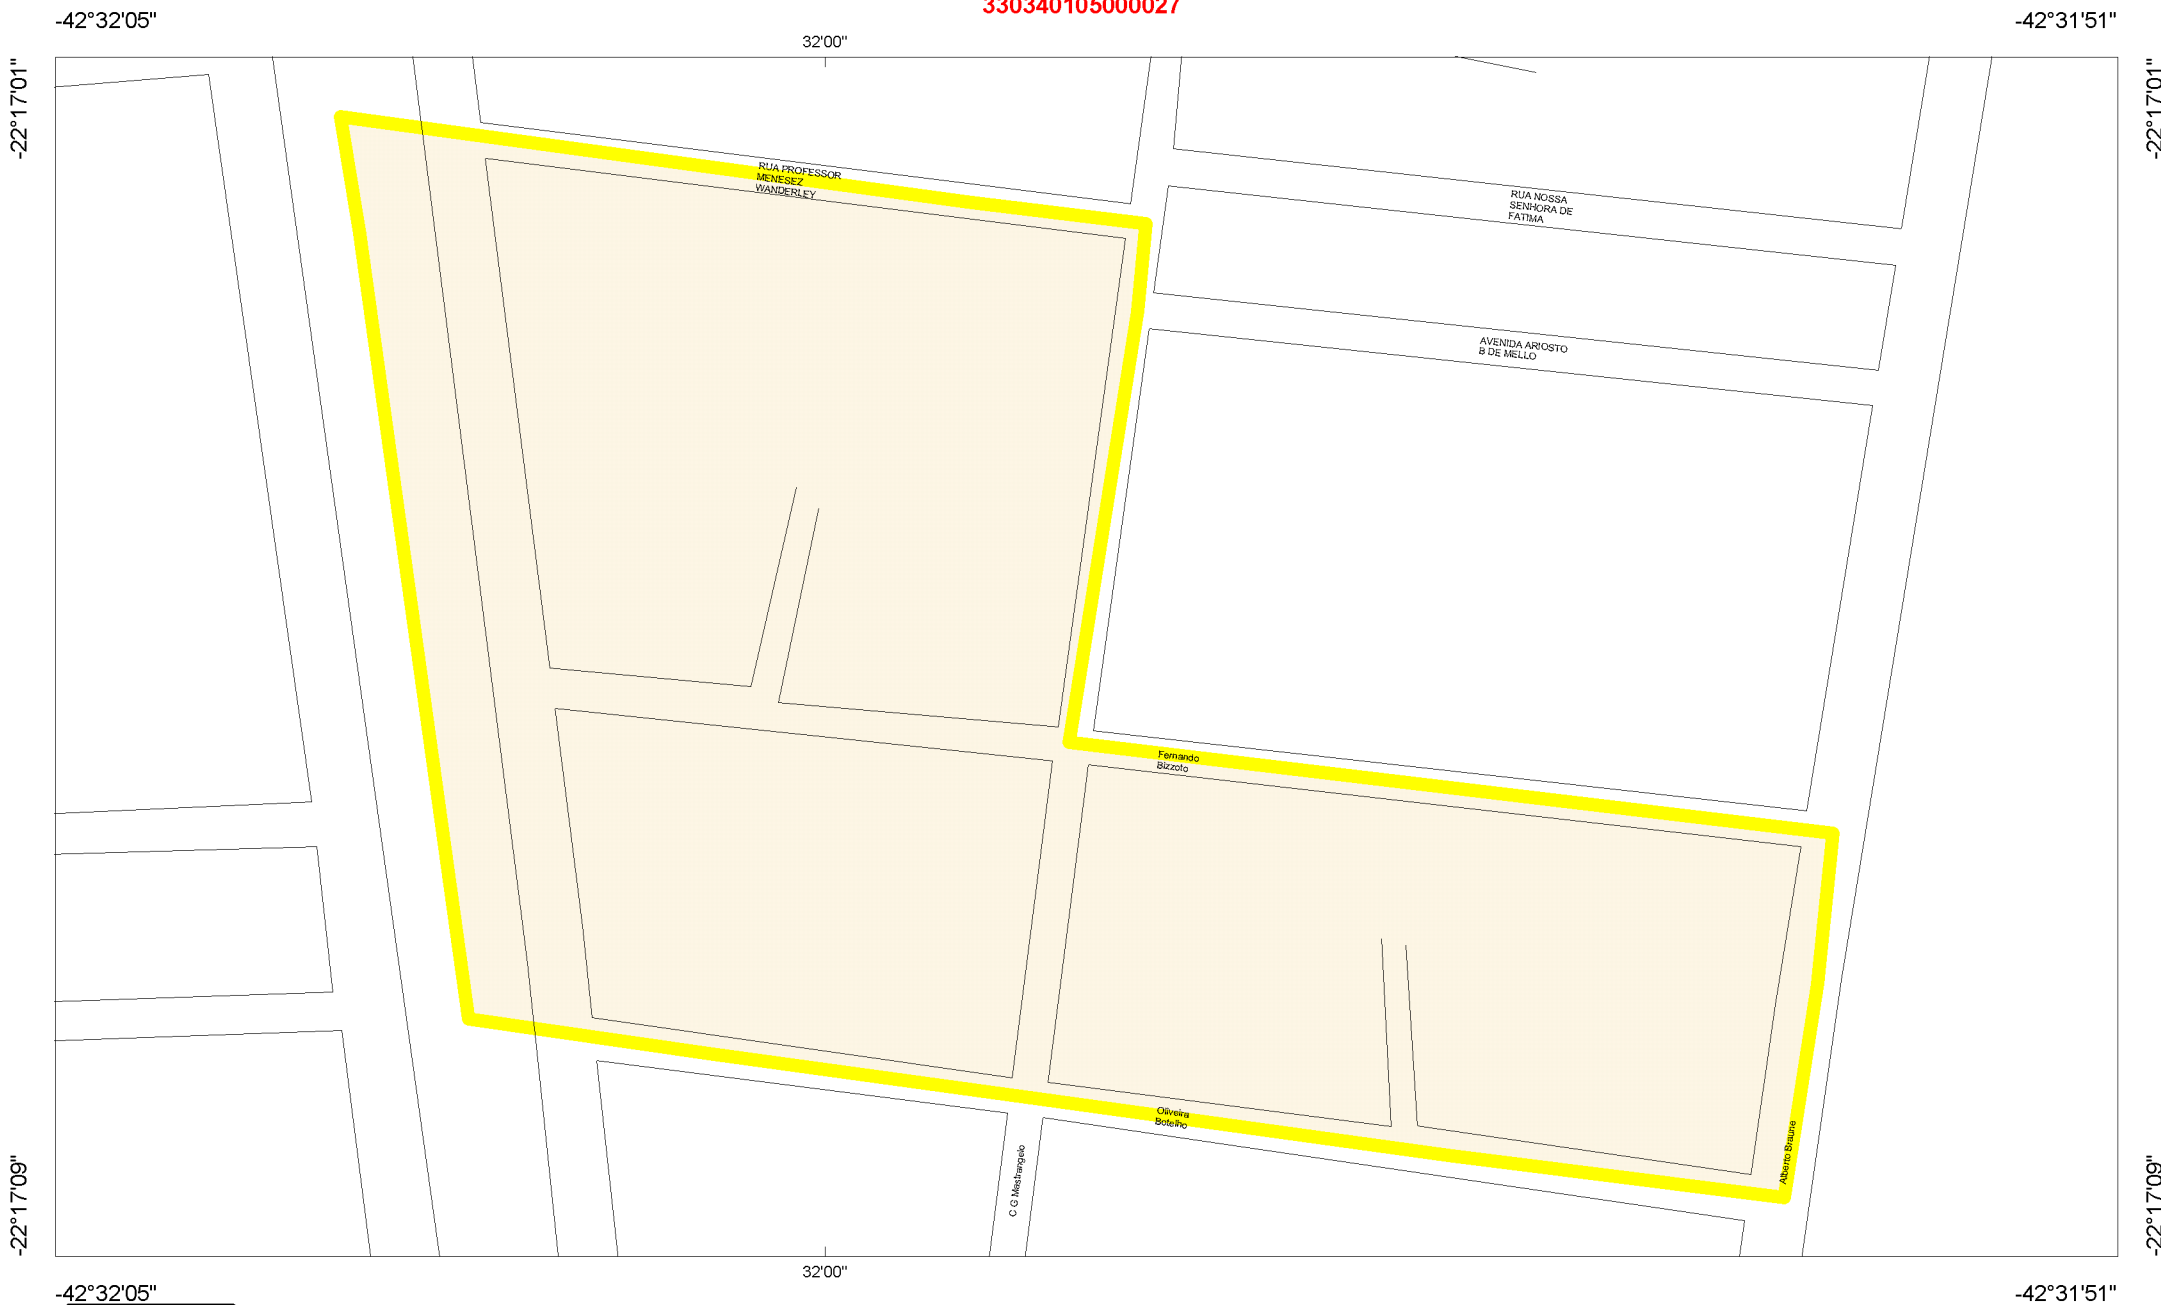 330340105000027
-42°32'05"
-42°31'51"
32'00"
-22°17'01"
-22°17'01"
RUA PROFESSOR
MENESEZ
WANDERLEY
RUA NOSSA
SENHORA DE
FATIMA
AVENIDA ARIOSTO
B DE MELLO
Fernando
Bizzoto
Oliveira
Botelho
Alberto Braune
C G Mastrangelo
-22°17'09"
-22°17'09"
32'00"
-42°32'05"
-42°31'51"